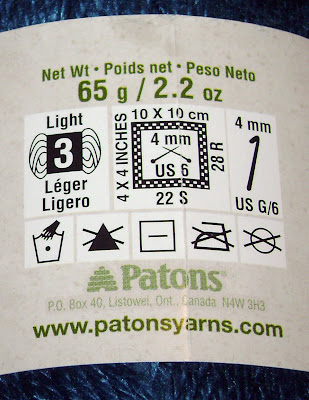 Net Wt • Poids net • Peso Neto
65 g / 2.2 oz
Light
3
Léger
Ligero
10 X 10 cm
4 X 4 INCHES
4 mm
US 6
28 R
22 S
4 mm
US G/6
Patons
P.O. Box 40, Listowel, Ont., Canada N4W 3H3
www.patonsyarns.com